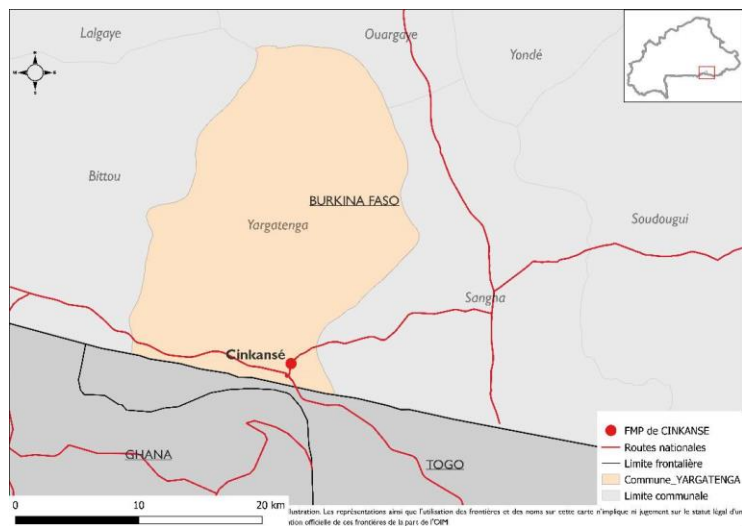 Lalgaye
Ouargaye
Yondé
Bittou
BURKINA FASO
Yargatenga
Soudougui
Sangha
Cinkansé
GHANA
TOGO
FMP de CINKANSE
Routes nationales
Limite frontalière
Commune_YARGATENGA
Limite communale
0 10 20 km
llustration. Les représentations ainsi que l'utilisation des frontières et des noms sur cette carte n'implique ni jugement sur le statut légal d'un
tion officielle de ces frontières de la part de l'OIM